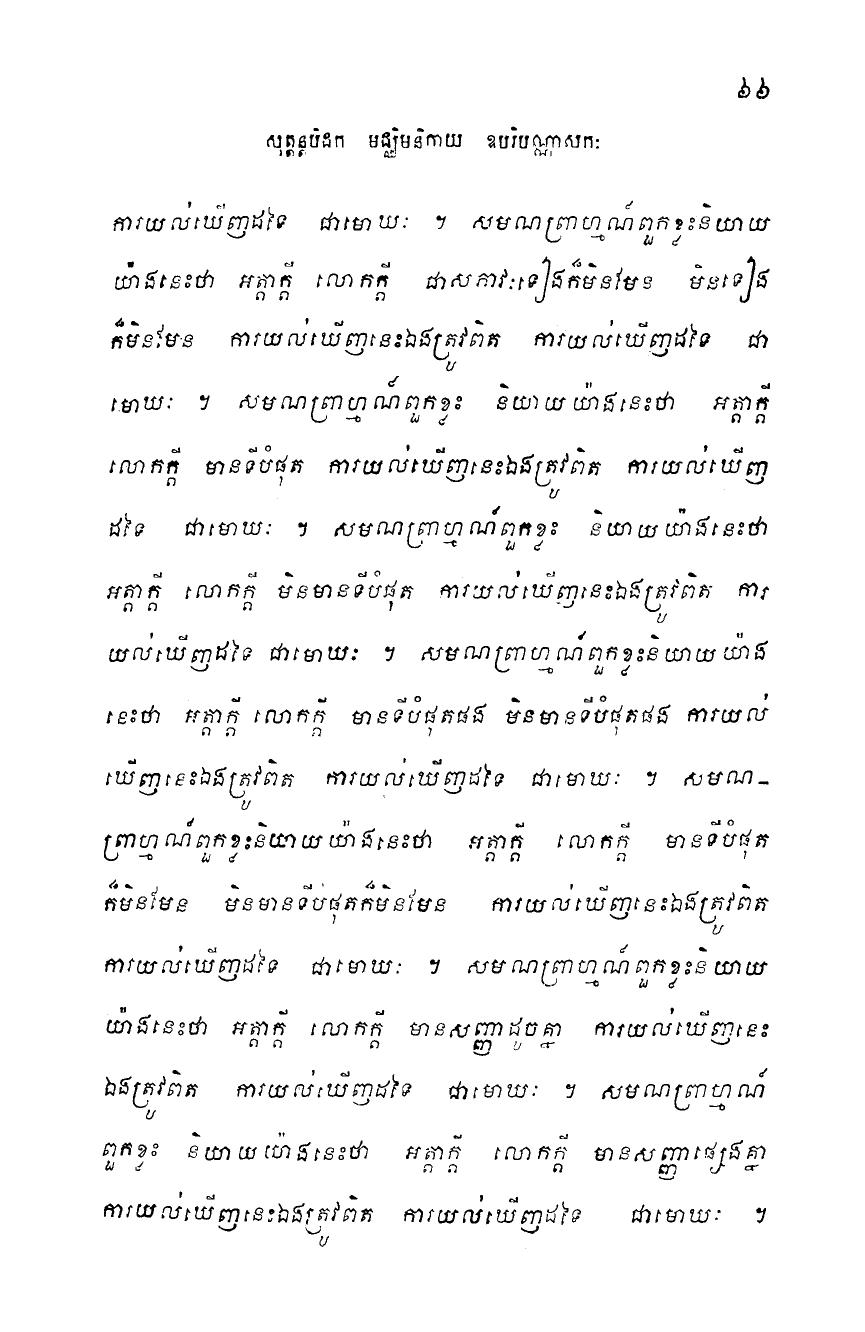 ៦៦
សុត្តន្តបិដក មជ្ឈិមនិកាយ ឧបរិបណ្ណាសកៈ
ការយល់ឃើញដទៃ ជាមោឃៈ ។ សមណព្រាហ្មណ៍ពួកខ្លះនិយាយ
យ៉ាងនេះថា អត្តាក្តី លោកក្តី ជាសភាវៈទៀងក៏មិនមែន មិនទៀង
ក៏មិនមែន ការយល់ឃើញនេះឯងត្រូវពិត ការយល់ឃើញដទៃ ជា
មោឃៈ ។ សមណព្រាហ្មណ៍ពួកខ្លះ និយាយយ៉ាងនេះថា អត្តាក្តី
លោកក្តី មានទីបំផុត ការយល់ឃើញនេះឯងត្រូវពិត ការយល់ឃើញ
ដទៃ ជាមោឃៈ ។ សមណព្រាហ្មណ៍ពួកខ្លះ និយាយយ៉ាងនេះថា
អត្តាក្តី លោកក្តី មិនមានទីបំផុត ការយល់ឃើញនេះឯងត្រូវពិត ការ
យល់ឃើញដទៃ ជាមោឃៈ ។ សមណព្រាហ្មណ៍ពួកខ្លះនិយាយយ៉ាង
នេះថា អត្តាក្តី លោកក្តី មានទីបំផុតផង មិនមានទីបំផុតផង ការយល់
ឃើញនេះឯងត្រូវពិត ការយល់ឃើញដទៃ ជាមោឃៈ ។ សមណ-
ព្រាហ្មណ៍ពួកខ្លះនិយាយយ៉ាងនេះថា អត្តាក្តី លោកក្តី មានទីបំផុត
ក៏មិនមែន មិនមានទីបំផុតក៏មិនមែន ការយល់ឃើញនេះឯងត្រូវពិត
ការយល់ឃើញដទៃ ជាមោឃៈ ។ សមណព្រាហ្មណ៍ពួកខ្លះនិយាយ
យ៉ាងនេះថា អត្តាក្តី លោកក្តី មានសញ្ញាដូចគ្នា ការយល់ឃើញនេះ
ឯងត្រូវពិត ការយល់ឃើញដទៃ ជាមោឃៈ ។ សមណព្រាហ្មណ៍
ពួកខ្លះ និយាយយ៉ាងនេះថា អត្តាក្តី លោកក្តី មានសញ្ញាផ្សេងគ្នា
ការយល់ឃើញនេះឯងត្រូវពិត ការយល់ឃើញដទៃ ជាមោឃៈ ។